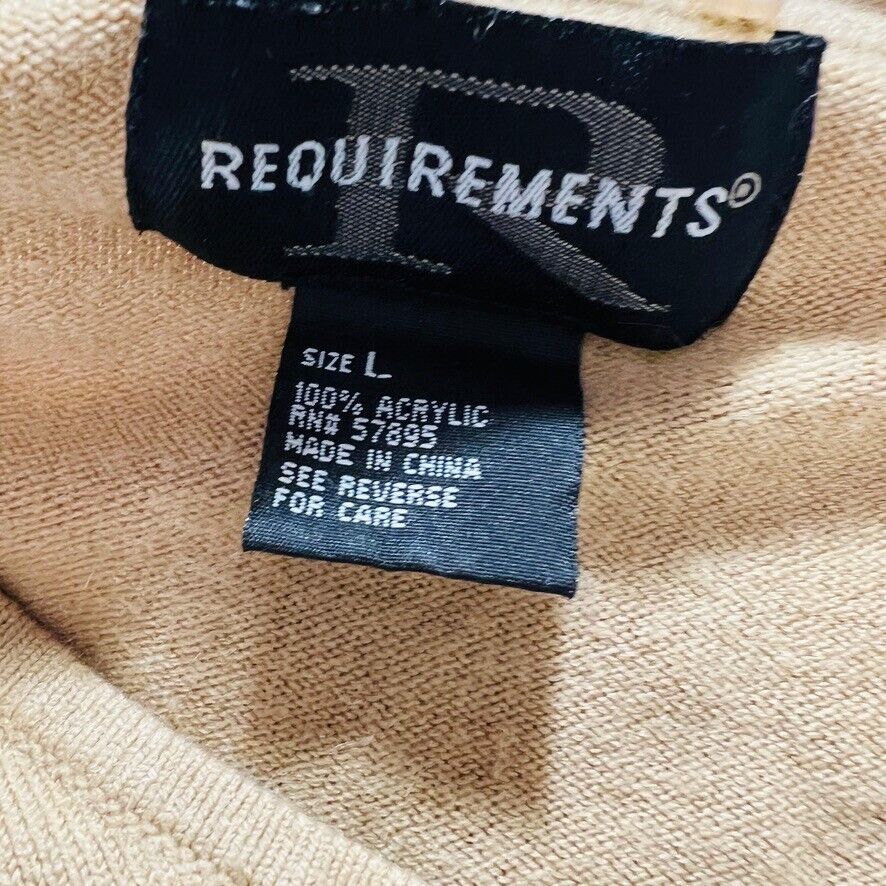 R
REQUIREMENTS®
SIZE L
100% ACRYLIC
RN# 57895
MADE IN CHINA
SEE REVERSE
FOR CARE